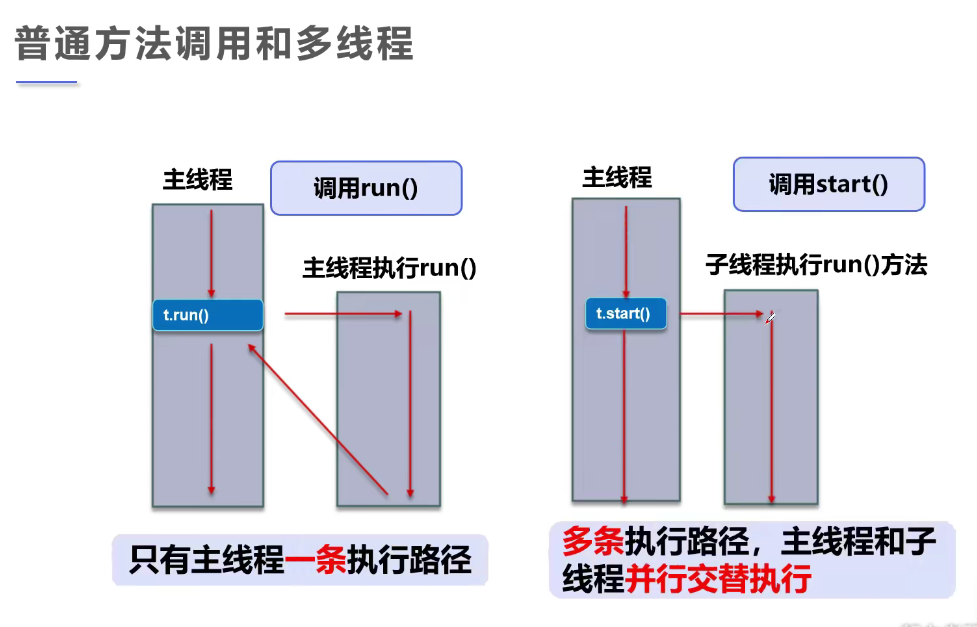 普通方法调用和多线程
主线程
调用run()
主线程执行run()
t.run()
只有主线程一条执行路径
主线程
调用start()
子线程执行run()方法
t.start()
多条执行路径，主线程和子
线程并行交替执行